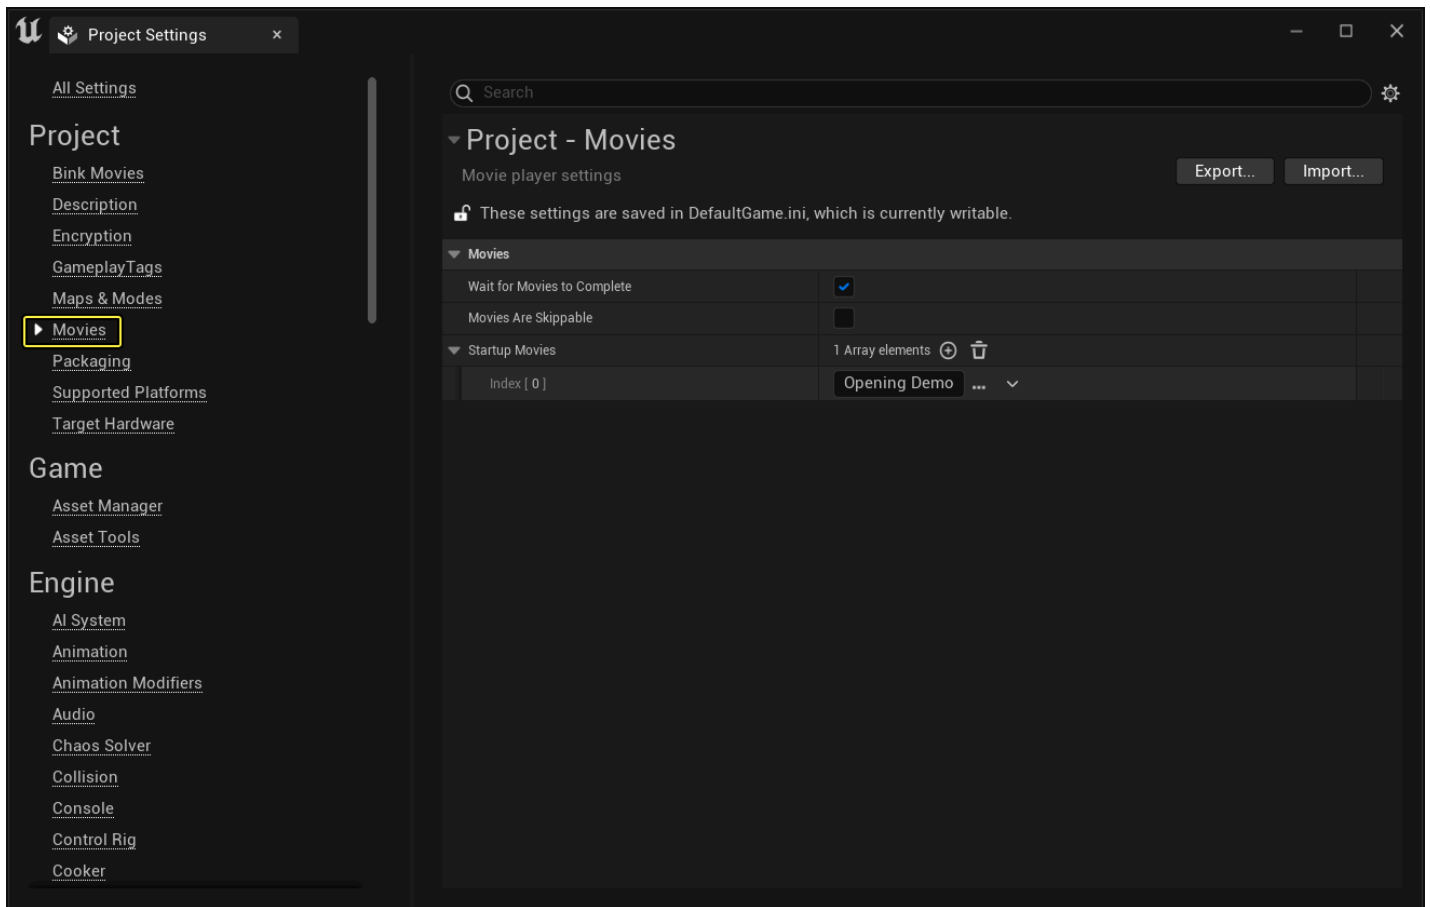 Project Settings
All Settings
Project
Bink Movies
Description
Encryption
GameplayTags
Maps & Modes
Movies
Packaging
Supported Platforms
Target Hardware
Game
Asset Manager
Asset Tools
Engine
AI System
Animation
Animation Modifiers
Audio
Chaos Solver
Collision
Console
Control Rig
Cooker
Search
Project - Movies
Movie player settings
Export...
Import...
These settings are saved in DefaultGame.ini, which is currently writable.
Movies
Wait for Movies to Complete
Movies Are Skippable
Startup Movies
1 Array elements
Index [ 0 ]
Opening Demo